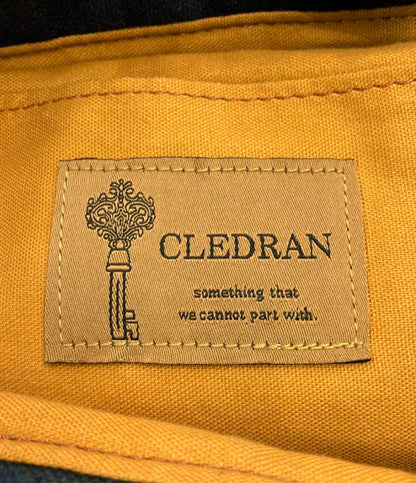 CLEDRAN
something that
we cannot part with.